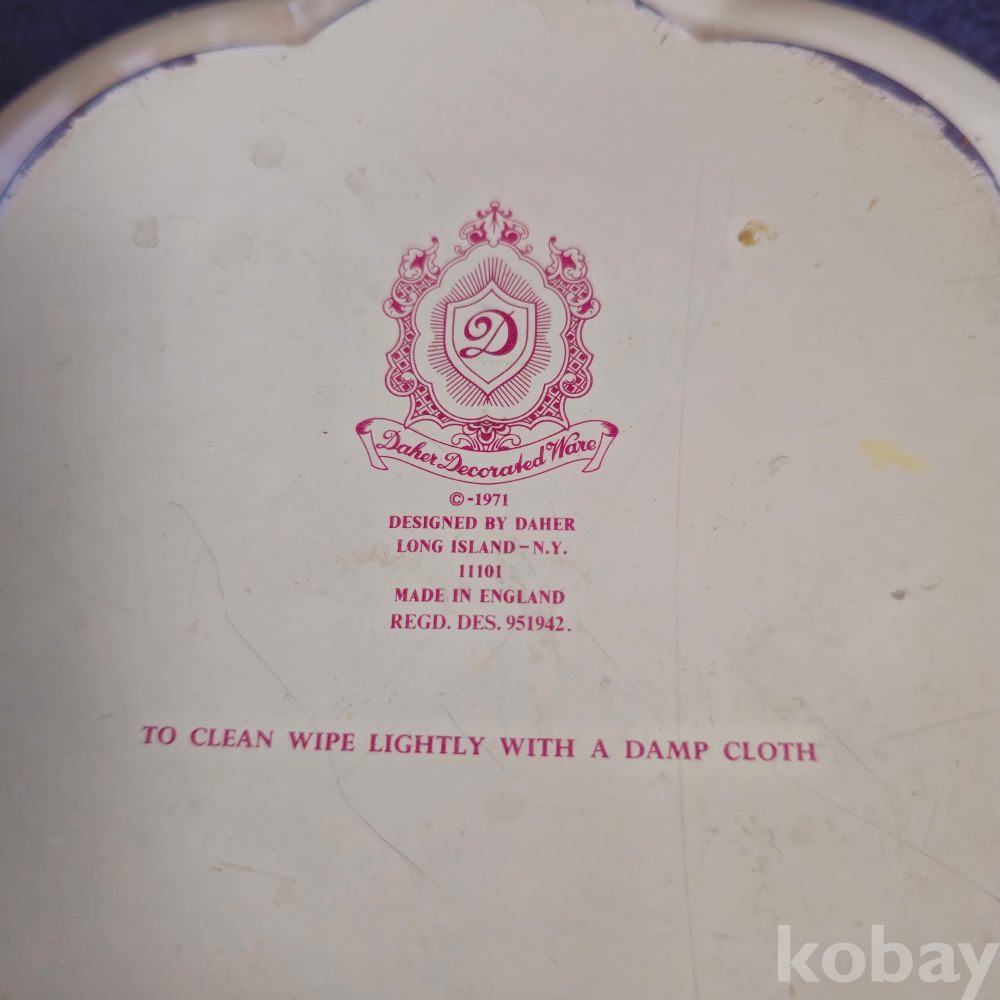 D
Daher Decorated Ware
©-1971
DESIGNED BY DAHER
LONG ISLAND-N.Y.
11101
MADE IN ENGLAND
REGD. DES. 951942.
TO CLEAN WIPE LIGHTLY WITH A DAMP CLOTH
kobay